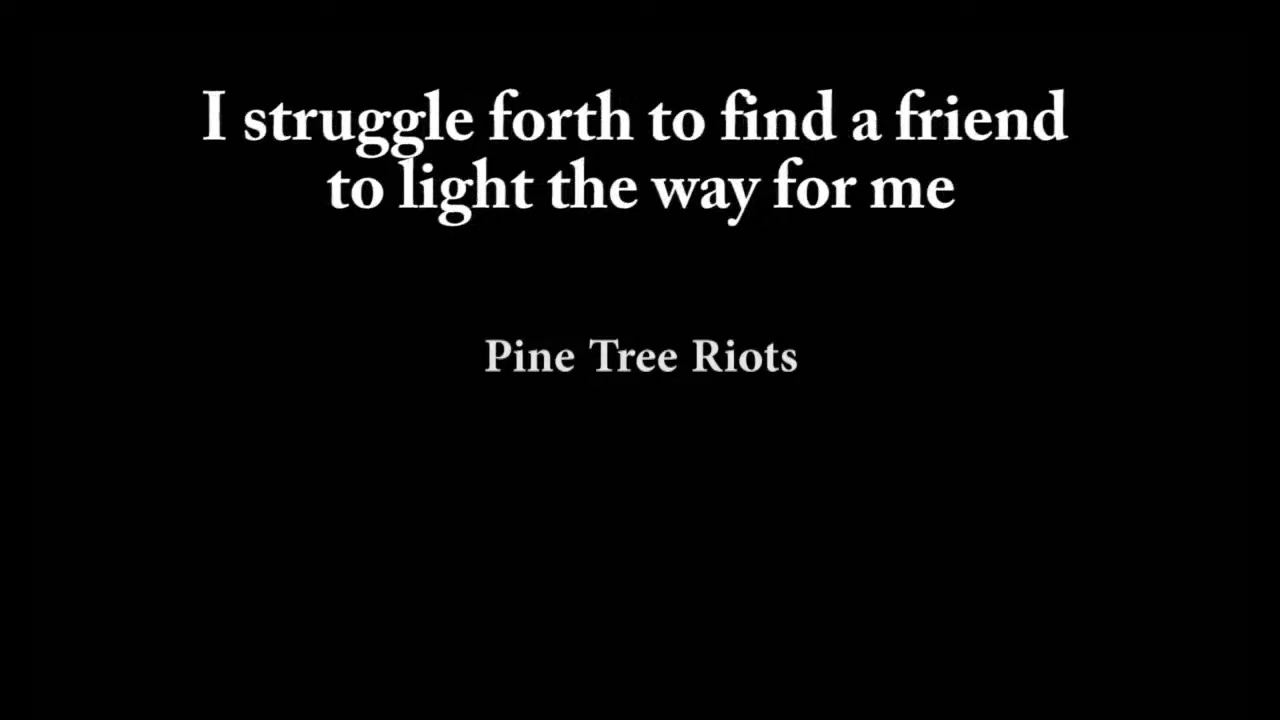 I struggle forth to find a friend
to light the way for me
Pine Tree Riots